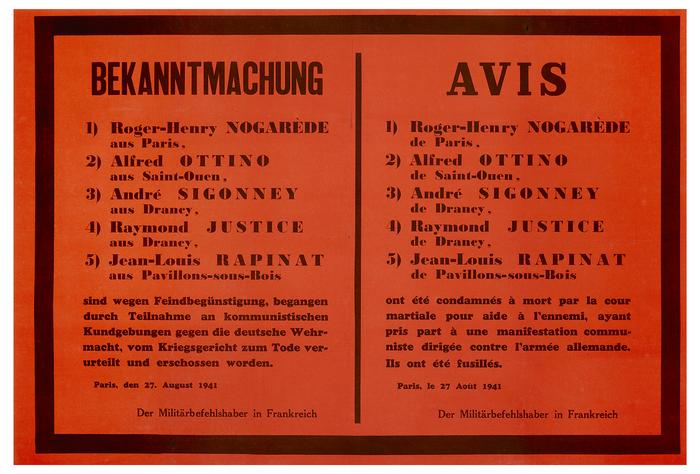 BEKANNTMACHUNG
1) Roger-Henry NOGARÈDE
aus Paris,
2) Alfred OTTINO
aus Saint-Ouen,
3) André SIGONNEY
aus Drancy,
4) Raymond JUSTICE
aus Drancy,
5) Jean-Louis RAPINAT
aus Pavillons-sous-Bois
sind wegen Feindbegünstigung, begangen
durch Teilnahme an kommunistischen
Kundgebungen gegen die deutsche Wehr-
macht, vom Kriegsgericht zum Tode ver-
urteilt und erschossen worden.
Paris, den 27. August 1941
Der Militärbefehlshaber in Frankreich
AVIS
1) Roger-Henry NOGARÈDE
de Paris,
2) Alfred OTTINO
de Saint-Ouen,
3) André SIGONNEY
de Drancy,
4) Raymond JUSTICE
de Drancy,
5) Jean-Louis RAPINAT
de Pavillons-sous-Bois
ont été condamnés à mort par la cour
martiale pour aide à l'ennemi, ayant
pris part à une manifestation commu-
niste dirigée contre l'armée allemande.
Ils ont été fusillés.
Paris, le 27 Août 1941
Der Militärbefehlshaber in Frankreich